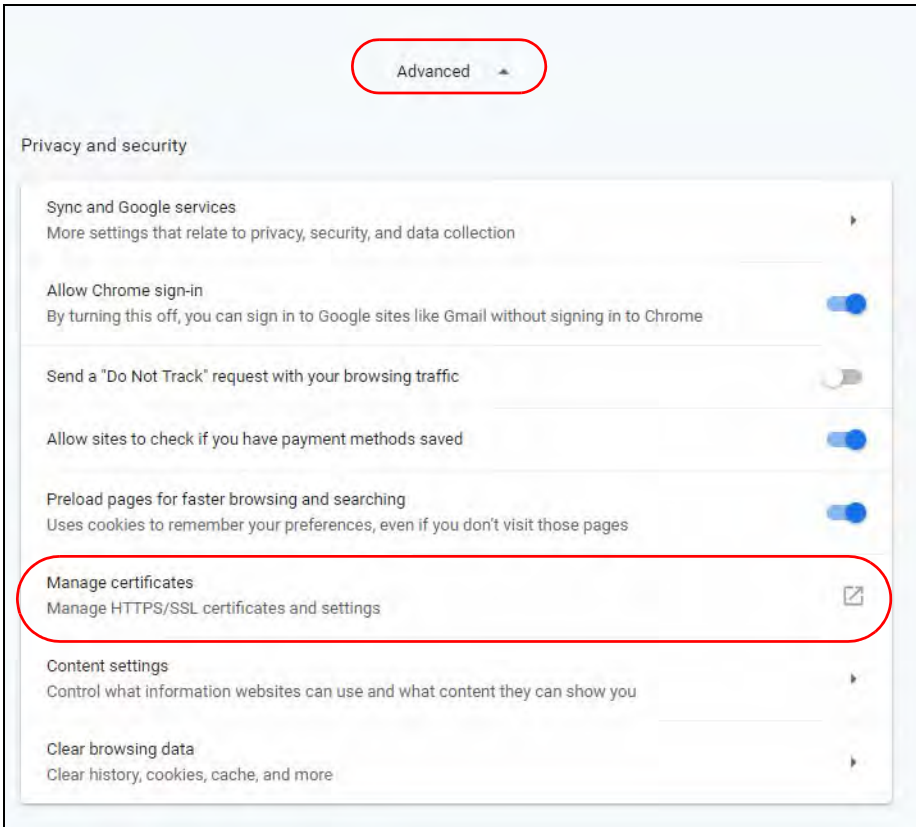 Advanced
Privacy and security
Sync and Google services
More settings that relate to privacy, security, and data collection
Allow Chrome sign-in
By turning this off, you can sign in to Google sites like Gmail without signing in to Chrome
Send a "Do Not Track" request with your browsing traffic
Allow sites to check if you have payment methods saved
Preload pages for faster browsing and searching
Uses cookies to remember your preferences, even if you don't visit those pages
Manage certificates
Manage HTTPS/SSL certificates and settings
Content settings
Control what information websites can use and what content they can show you
Clear browsing data
Clear history, cookies, cache, and more